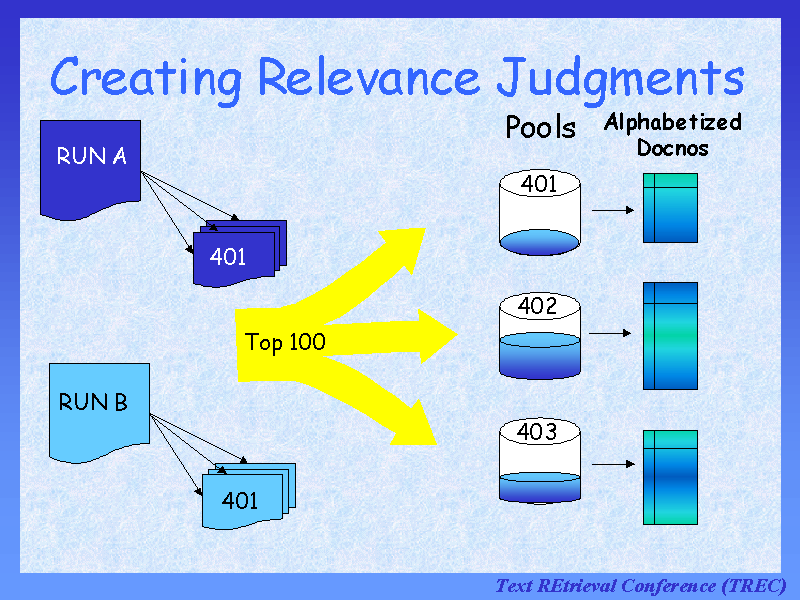 Creating Relevance Judgments
RUN A
401
Top 100
RUN B
401
Pools
Alphabetized
Docnos
401
402
403
Text REtrieval Conference (TREC)